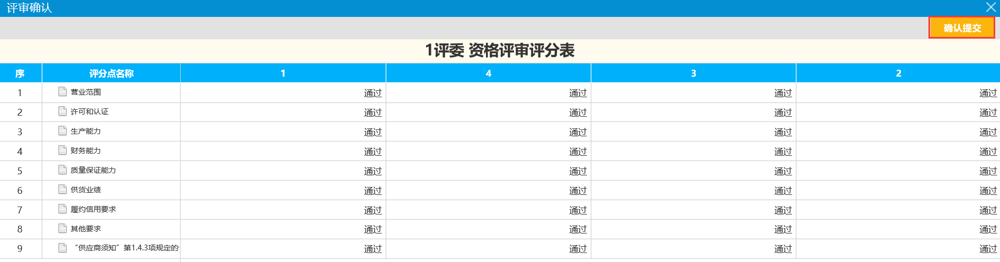 评审确认
确认提交
1评委 资格评审评分表
序 评分点名称 1 4 3 2
1 营业范围 通过 通过 通过 通过
2 许可和认证 通过 通过 通过 通过
3 生产能力 通过 通过 通过 通过
4 财务能力 通过 通过 通过 通过
5 质量保证能力 通过 通过 通过 通过
6 供货业绩 通过 通过 通过 通过
7 履约信用要求 通过 通过 通过 通过
8 其他要求 通过 通过 通过 通过
9 “供应商须知”第1.4.3项规定的 通过 通过 通过 通过